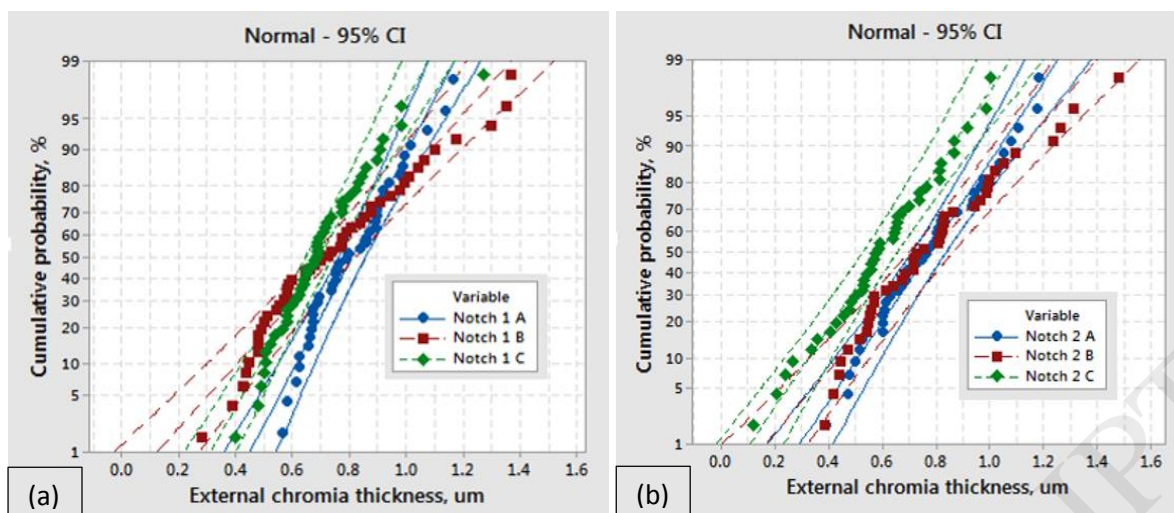 Normal - 95% CI
99
95
90
80
70
60
50
40
30
20
10
5
1
Cumulative probability, %
0.0 0.2 0.4 0.6 0.8 1.0 1.2 1.4 1.6
External chromia thickness, um
Variable
Notch 1 A
Notch 1 B
Notch 1 C
(a)
Normal - 95% CI
99
95
90
80
70
60
50
40
30
20
10
5
1
Cumulative probability, %
0.0 0.2 0.4 0.6 0.8 1.0 1.2 1.4 1.6
External chromia thickness, um
Variable
Notch 2 A
Notch 2 B
Notch 2 C
(b)